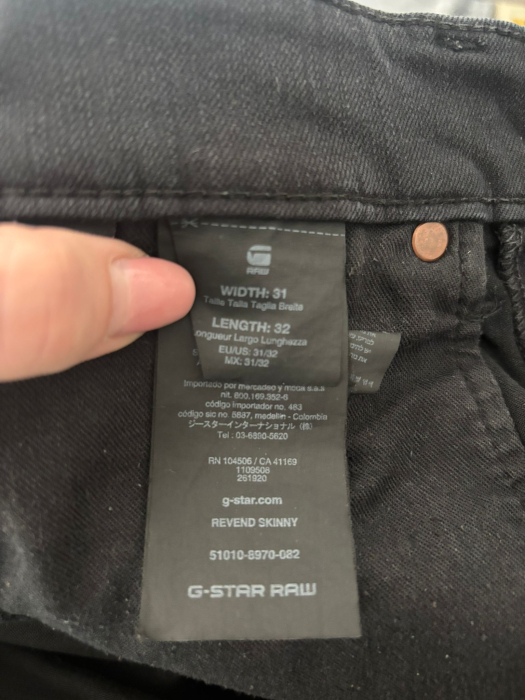 RAW
WIDTH: 31
Taille Talla Taglia Breite
LENGTH: 32
ongueur Largo Lunghezza
EU/US: 31/32
MX: 31/32
Importado por mercadeo y moda s.a.s
nit. 800.169.352-6
código importador no. 463
código sic no. 8887, medellin - Colombia
ジースターインターナショナル（株）
Tel : 03-6890-5620
RN 104506 / CA 41169
1109508
261920
g-star.com
REVEND SKINNY
51010-8970-082
G-STAR RAW